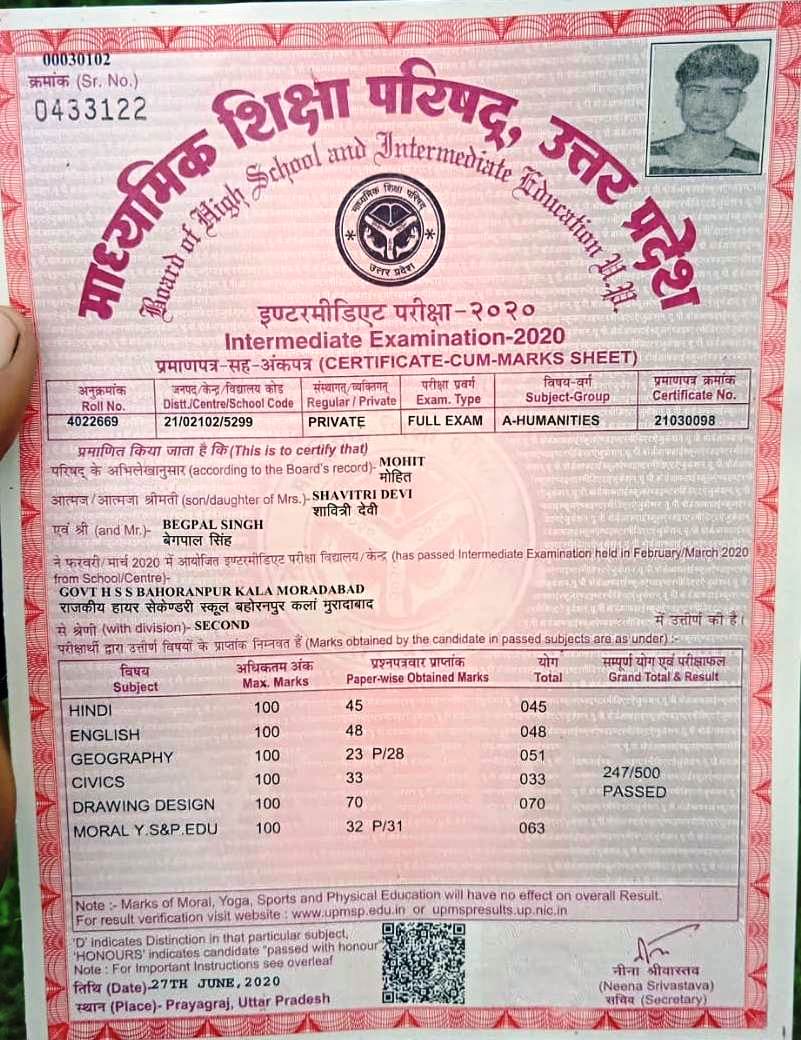 00030102
क्रमांक (Sr. No.)
0433122
माध्यमिक शिक्षा परिषद्, उत्तर प्रदेश
Board of High School and Intermediate Education U.P.
माध्यमिक शिक्षा परिषद्
उत्तर प्रदेश
इण्टरमीडिएट परीक्षा-२०२०
Intermediate Examination-2020
प्रमाणपत्र-सह-अंकपत्र (CERTIFICATE-CUM-MARKS SHEET)
अनुक्रमांक जनपद/केन्द्र/विद्यालय कोड संस्थागत/व्यक्तिगत परीक्षा प्रवर्ग विषय-वर्ग प्रमाणपत्र क्रमांक
Roll No. Distt./Centre/School Code Regular / Private Exam. Type Subject-Group Certificate No.
4022669 21/02102/5299 PRIVATE FULL EXAM A-HUMANITIES 21030098
प्रमाणित किया जाता है कि (This is to certify that)
परिषद् के अभिलेखानुसार (according to the Board's record)- MOHIT
मोहित
आत्मज/आत्मजा श्रीमती (son/daughter of Mrs.)- SHAVITRI DEVI
शावित्री देवी
एवं श्री (and Mr.)- BEGPAL SINGH
बेगपाल सिंह
ने फरवरी/मार्च 2020 में आयोजित इण्टरमीडिएट परीक्षा विद्यालय/केन्द्र (has passed Intermediate Examination held in February/March 2020
from School/Centre)-
GOVT H S S BAHORANPUR KALA MORADABAD
राजकीय हायर सेकेण्डरी स्कूल बहोरनपुर कलां मुरादाबाद
से श्रेणी (with division)- SECOND में उत्तीर्ण की है।
परीक्षार्थी द्वारा उत्तीर्ण विषयों के प्राप्तांक निम्नवत हैं (Marks obtained by the candidate in passed subjects are as under) :-
विषय अधिकतम अंक प्रश्नपत्रवार प्राप्तांक योग सम्पूर्ण योग एवं परीक्षाफल
Subject Max. Marks Paper-wise Obtained Marks Total Grand Total & Result
HINDI 100 45 045
ENGLISH 100 48 048
GEOGRAPHY 100 23 P/28 051
CIVICS 100 33 033 247/500
DRAWING DESIGN 100 70 070 PASSED
MORAL Y.S&P.EDU 100 32 P/31 063
Note :- Marks of Moral, Yoga, Sports and Physical Education will have no effect on overall Result.
For result verification visit website : www.upmsp.edu.in or upmspresults.up.nic.in
'D' Indicates Distinction in that particular subject,
'HONOURS' indicates candidate "passed with honour"
Note : For Important Instructions see overleaf
तिथि (Date)-27TH JUNE, 2020
स्थान (Place)- Prayagraj, Uttar Pradesh
नीना श्रीवास्तव
(Neena Srivastava)
सचिव (Secretary)